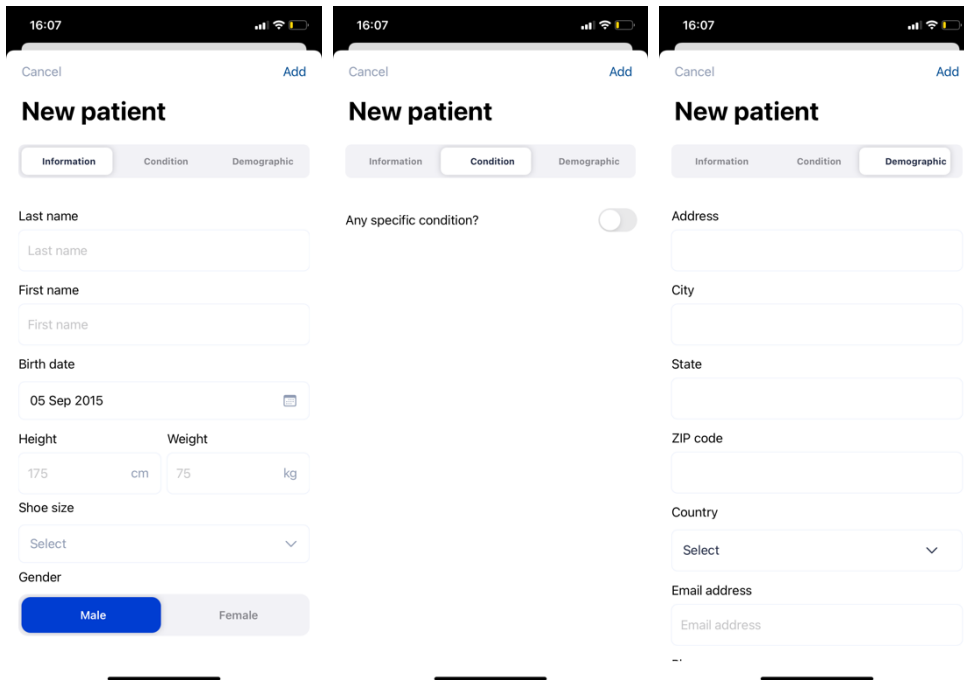 16:07
Cancel Add
New patient
Information Condition Demographic
Last name
Last name
First name
First name
Birth date
05 Sep 2015
Height Weight
175 cm 75 kg
Shoe size
Select
Gender
Male Female
16:07
Cancel Add
New patient
Information Condition Demographic
Any specific condition?
16:07
Cancel Add
New patient
Information Condition Demographic
Address
City
State
ZIP code
Country
Select
Email address
Email address